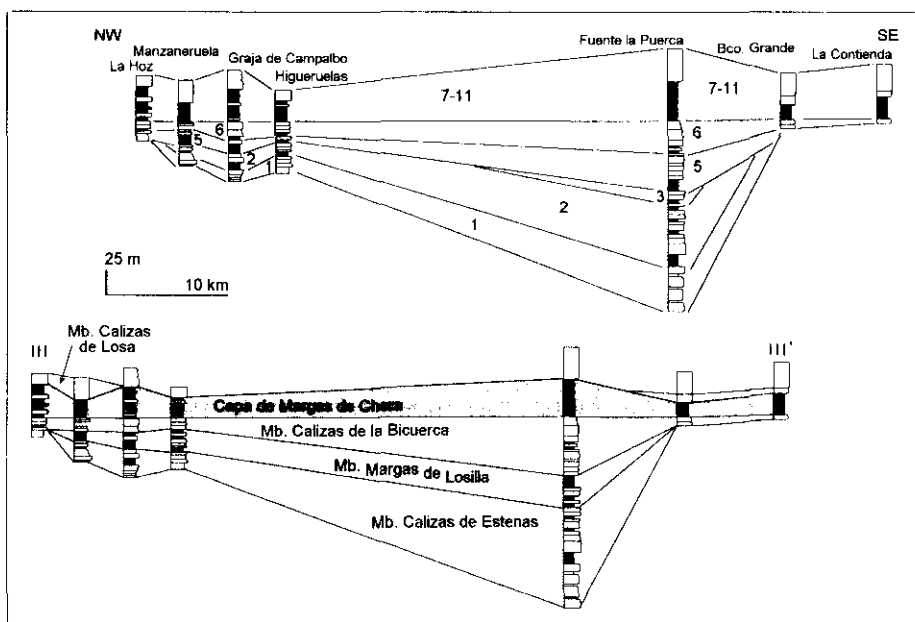 NW
SE
Manzaneruela
La Hoz
Graja de Campalbo
Higueruelas
Fuente la Puerca
Bco. Grande
La Contienda
7-11
7-11
6
5
2
1
6
5
3
2
1
25 m
10 km
Mb. Calizas
de Losa
III
III'
Capa de Margas de Chera
Mb. Calizas de la Bicuerca
Mb. Margas de Losilla
Mb. Calizas de Estenas